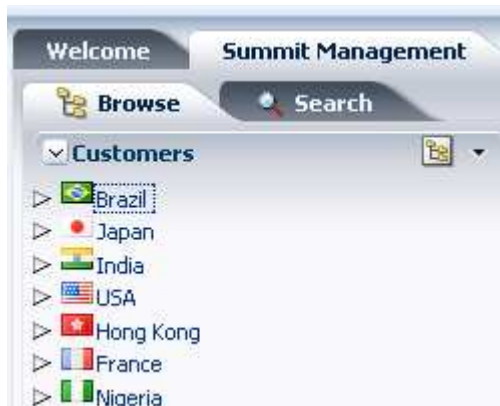 Welcome Summit Management
Browse Search
Customers
Brazil
Japan
India
USA
Hong Kong
France
Nigeria